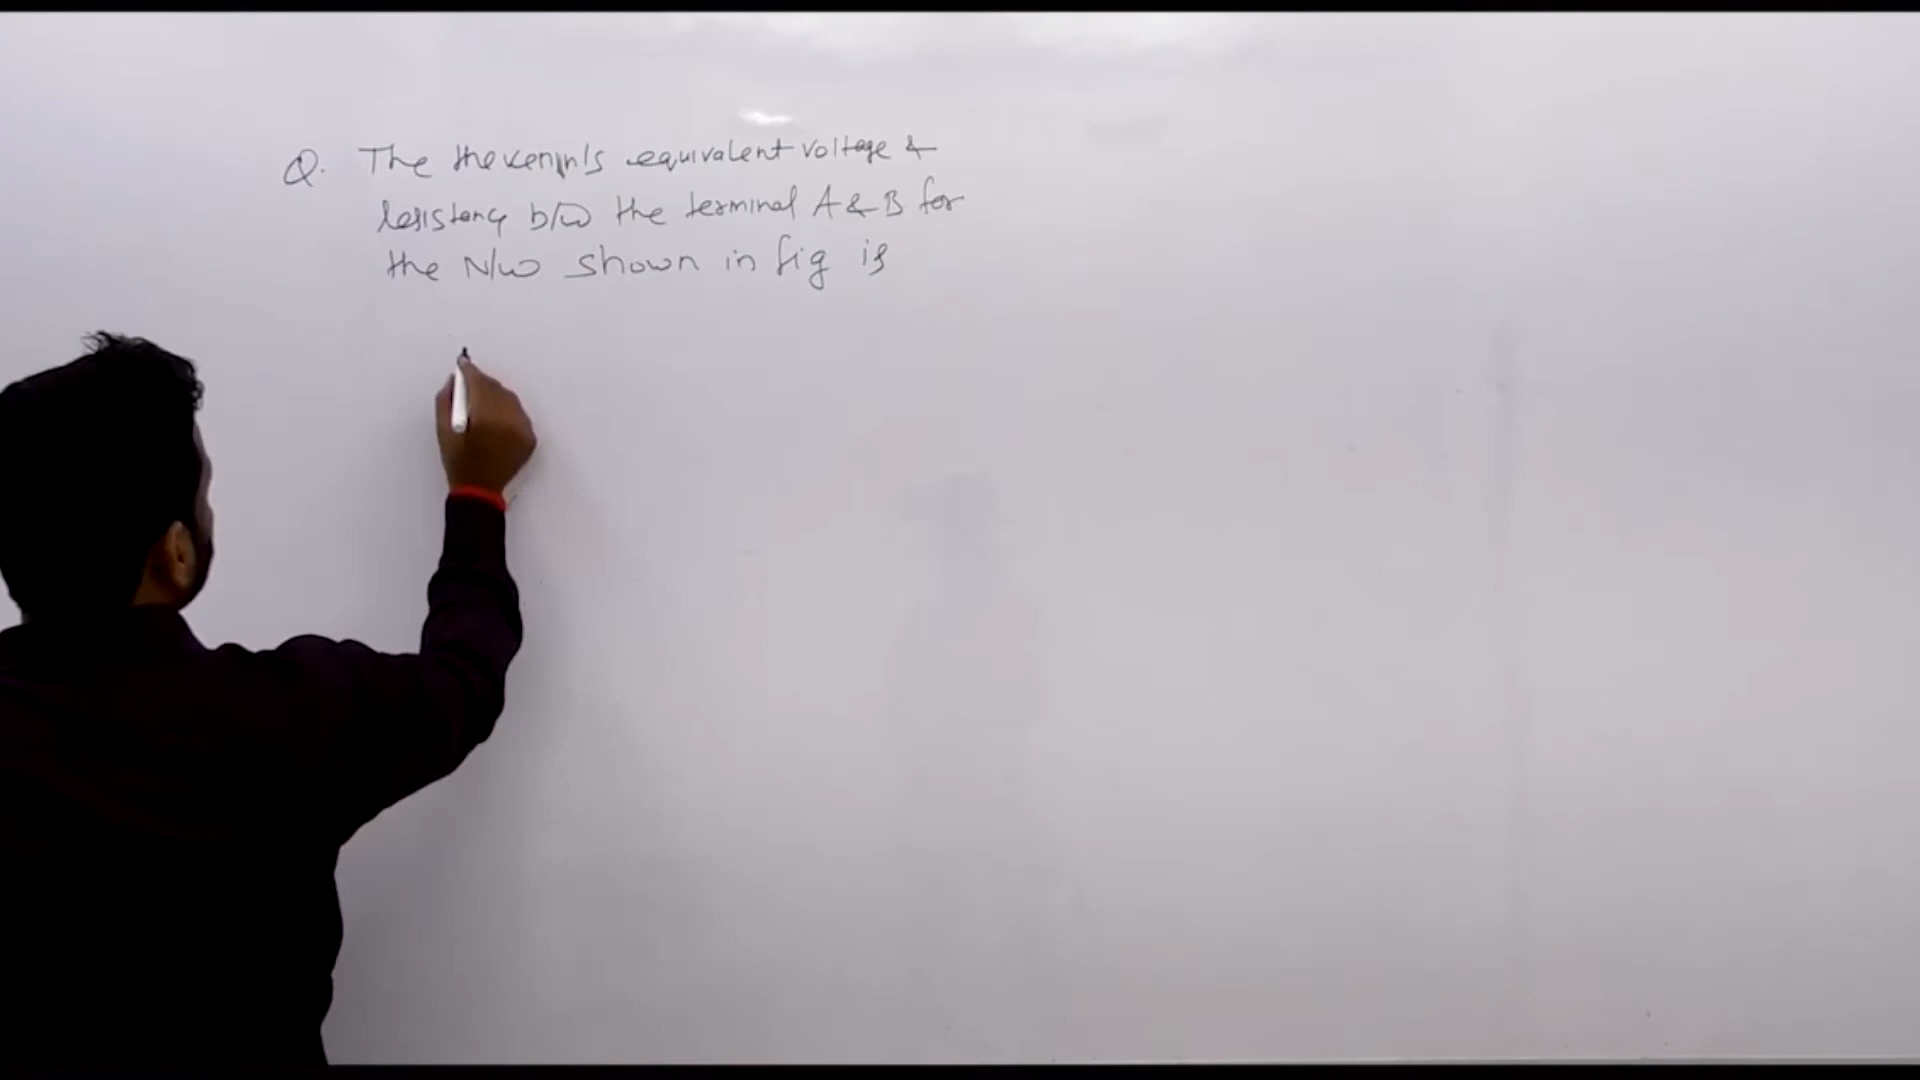 Q. The thevenin's equivalent voltage &
resistance b/w the terminal A & B for
the N/w shown in fig is